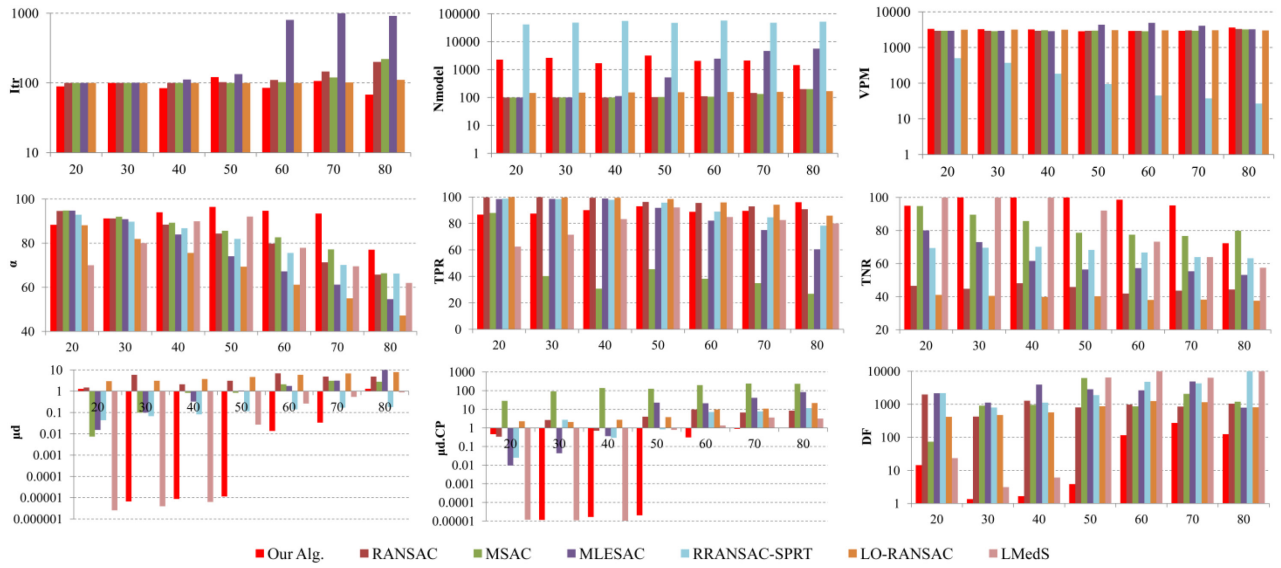 Itr
1000
100
10
20 30 40 50 60 70 80
Nmodel
100000
10000
1000
100
10
1
20 30 40 50 60 70 80
VPM
10000
1000
100
10
1
20 30 40 50 60 70 80
α
100
90
80
70
60
50
40
20 30 40 50 60 70 80
TPR
100
80
60
40
20
0
20 30 40 50 60 70 80
TNR
100
80
60
40
20
20 30 40 50 60 70 80
μd
10
1
0.1
0.01
0.001
0.0001
0.00001
0.000001
20 30 40 50 60 70 80
μd.CP
1000
100
10
1
0.1
0.01
0.001
0.0001
0.00001
20 30 40 50 60 70 80
DF
10000
1000
100
10
1
20 30 40 50 60 70 80
Our Alg. RANSAC MSAC MLESAC RRANSAC-SPRT LO-RANSAC LMedS